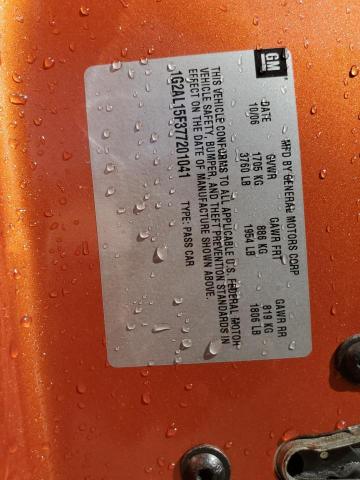 GM
MFD BY GENERAL MOTORS CORP
DATE GVWR GAWR FRT GAWR RR
10/06 1705 KG 886 KG 819 KG
3760 LB 1954 LB 1806 LB
THIS VEHICLE CONFORMS TO ALL APPLICABLE U.S. FEDERAL MOTOR
VEHICLE SAFETY, BUMPER, AND THEFT PREVENTION STANDARDS IN
EFFECT ON THE DATE OF MANUFACTURE SHOWN ABOVE.
1G2AL15F377201041 TYPE: PASS CAR